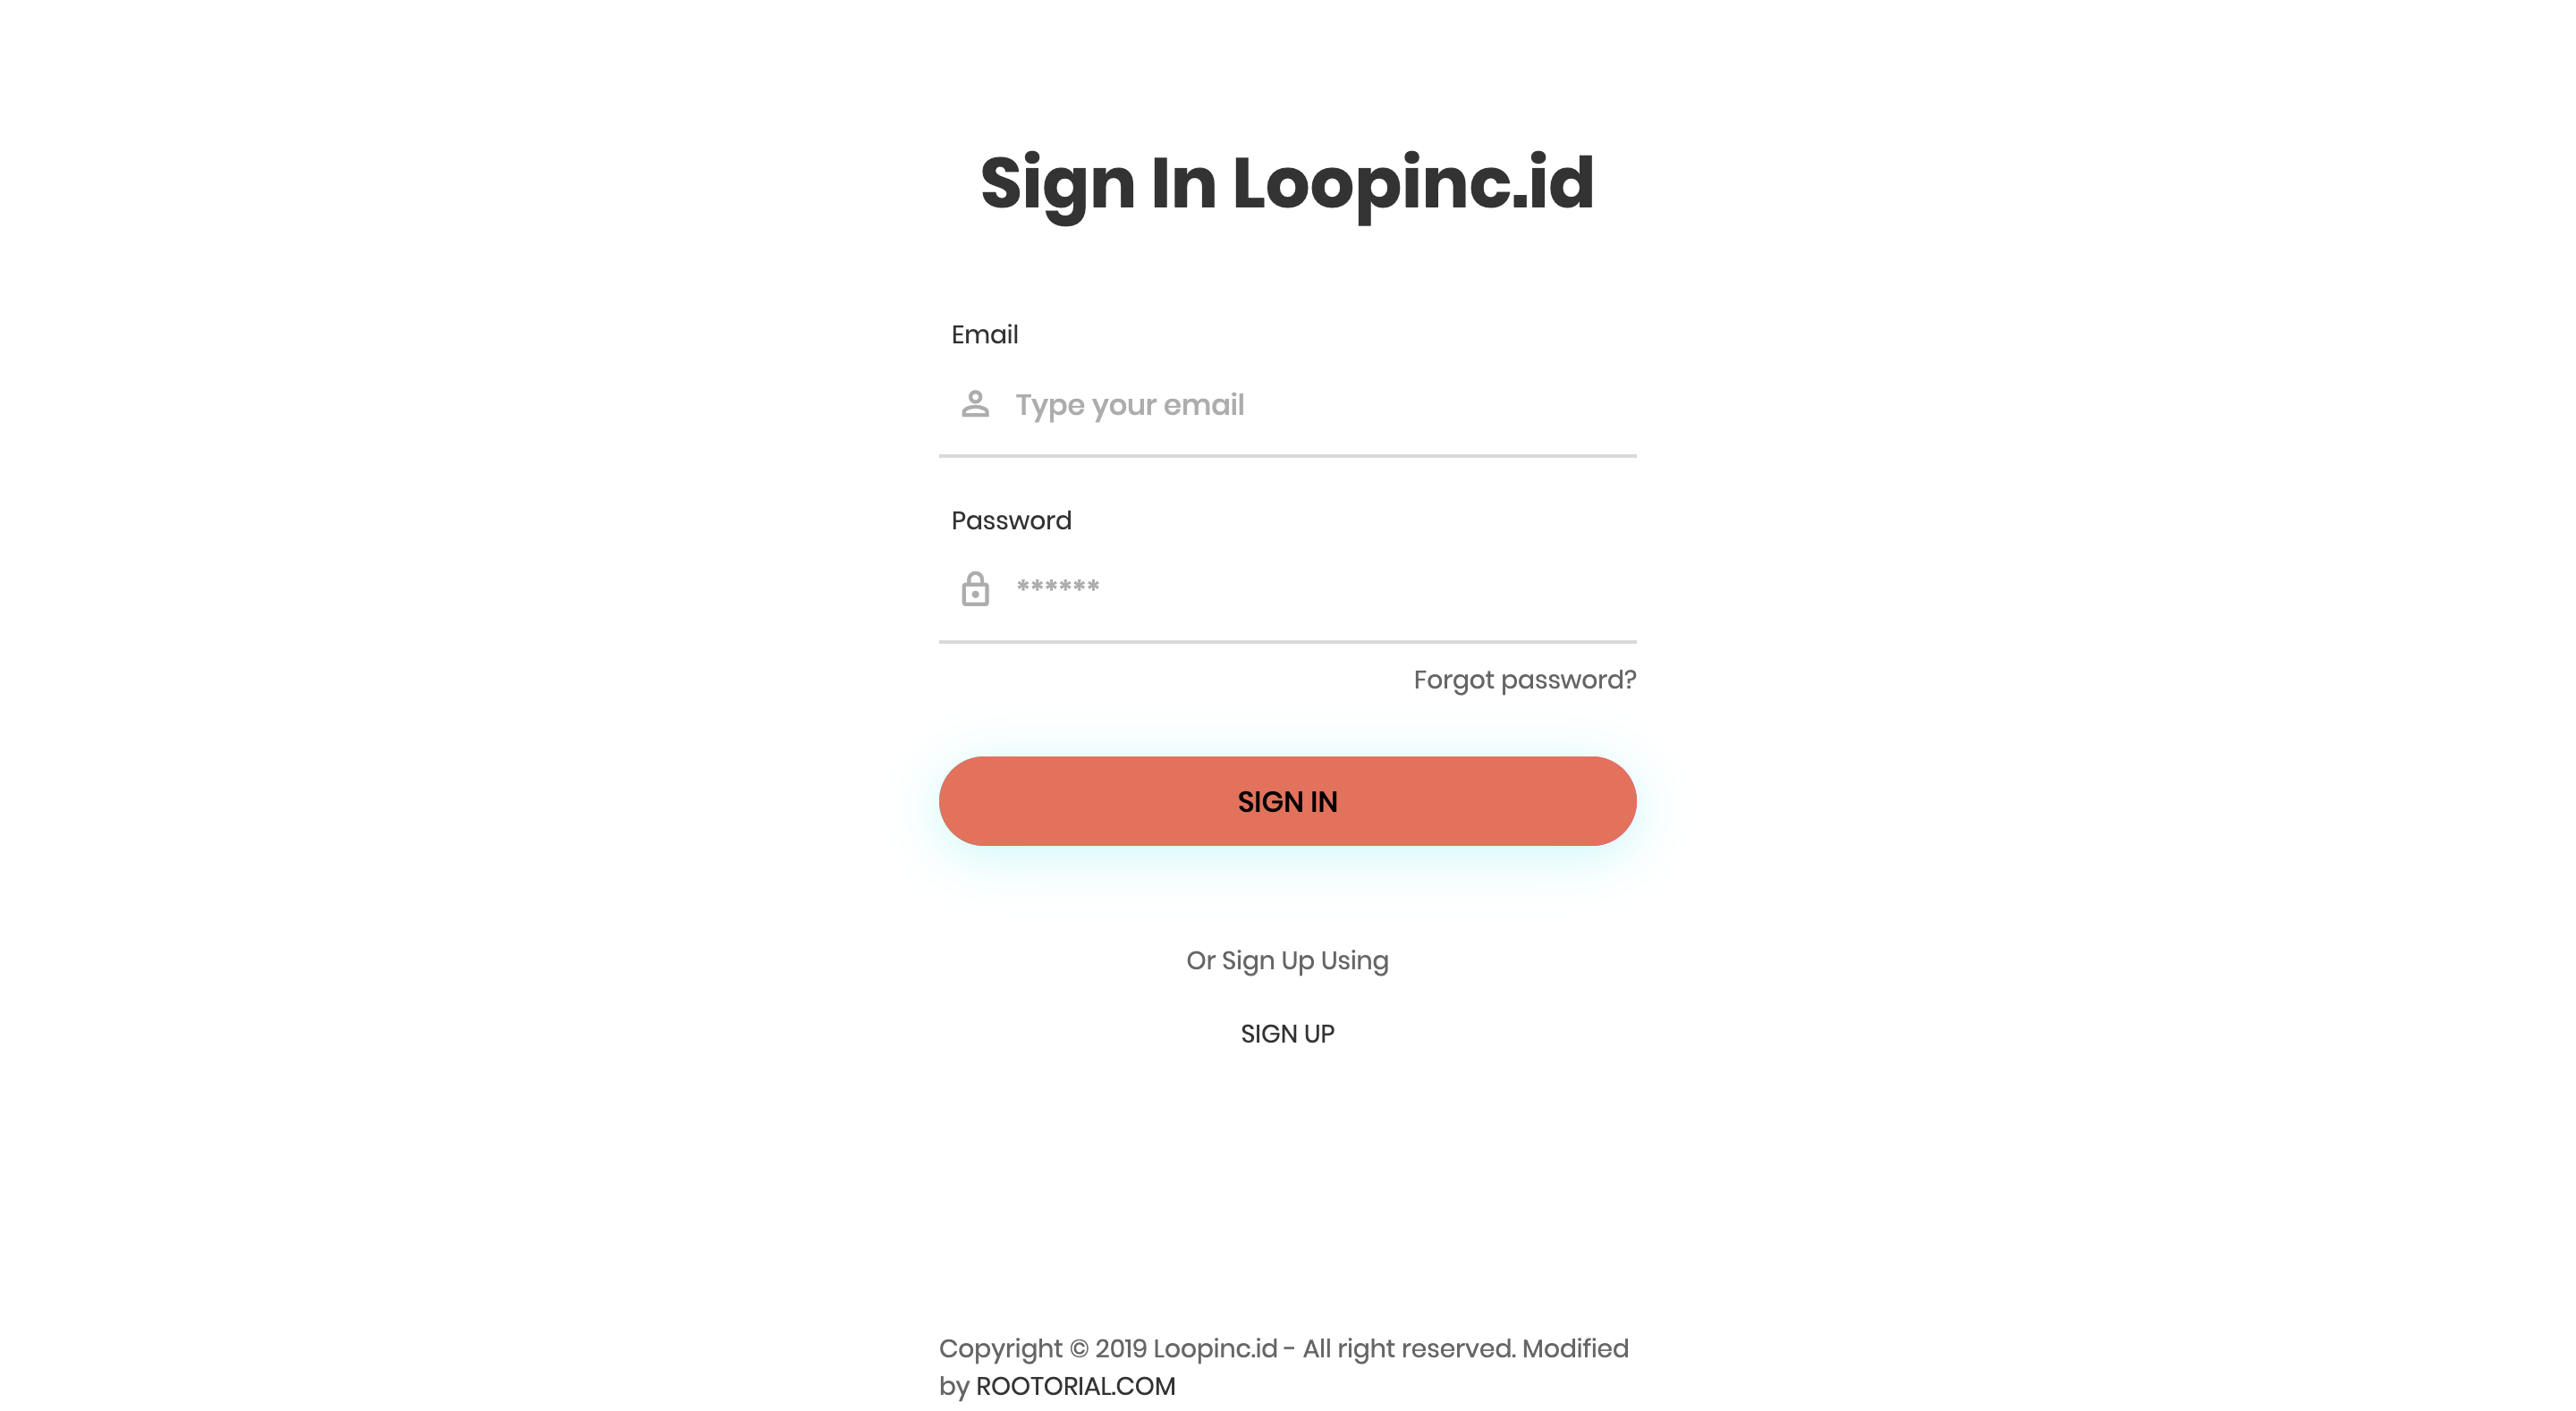 Sign In Loopinc.id
Email
Type your email
Password
******
Forgot password?
SIGN IN
Or Sign Up Using
SIGN UP
Copyright © 2019 Loopinc.id - All right reserved. Modified
by ROOTORIAL.COM